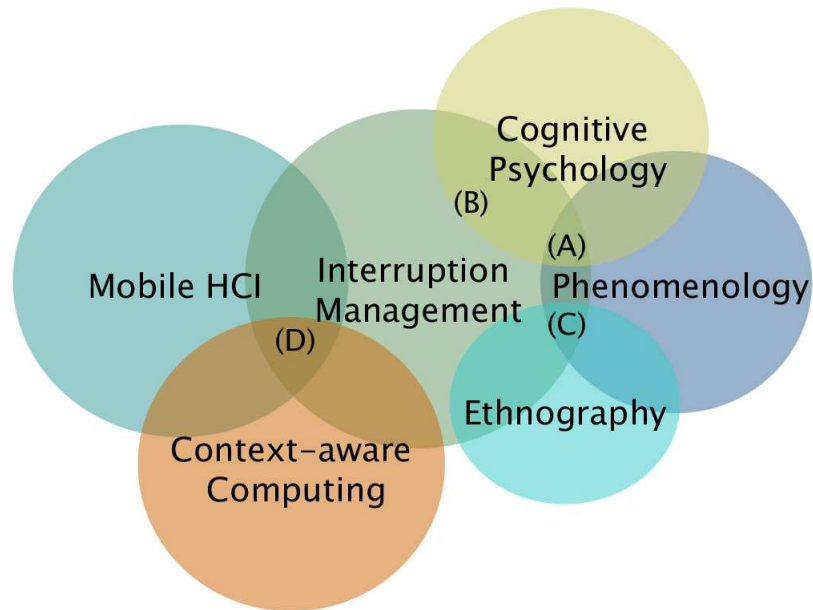 Cognitive
Psychology
(B)
(A)
Mobile HCI
Interruption
Management
Phenomenology
(C)
(D)
Ethnography
Context-aware
Computing